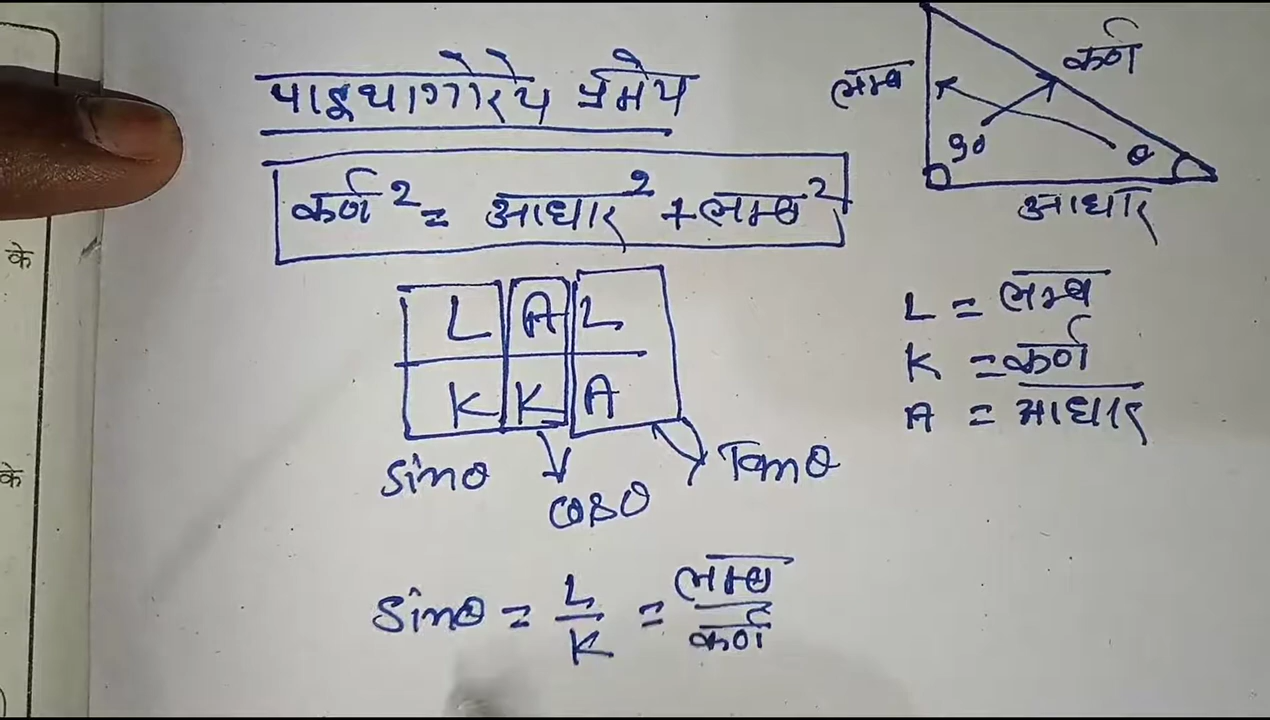 पाइथागोरेय प्रमेय
कर्ण² = आधार² + लम्ब²
लम्ब
कर्ण
90
θ
आधार
L A L
K K A
Sinθ
cosθ
Tanθ
L = लम्ब
K = कर्ण
A = आधार
Sinθ = L/K = लम्ब/कर्ण
के
के